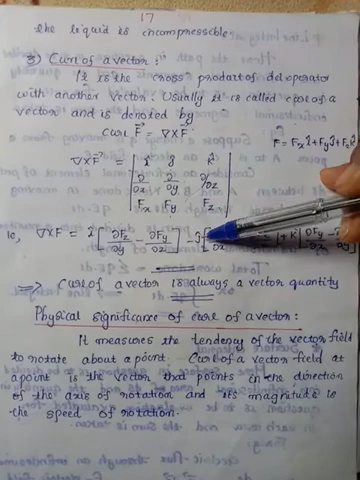 17
the liquid is incompressible.
3) Curl of a vector:-
It is the cross product of del operator
with another vector. Usually it is called curl of a
vector and is denoted by
Curl F⃗ = ∇×F⃗
F⃗ = Fx î + Fy ĵ + Fz k̂
∇×F⃗ = | î ĵ k̂ |
| ∂/∂x ∂/∂y ∂/∂z |
| Fx Fy Fz |
ie, ∇×F = î [∂Fz/∂y - ∂Fy/∂z] - ĵ [ ∂x ] + k̂ [∂Fy/∂x - ∂y]
⇒ Curl of a vector is always a vector quantity
Physical significance of curl of a vector:
It measures the tendency of the vector field
to rotate about a point. Curl of a vector field at
a point is the vector that points in the direction
of the axis of rotation and its magnitude is
the speed of rotation.